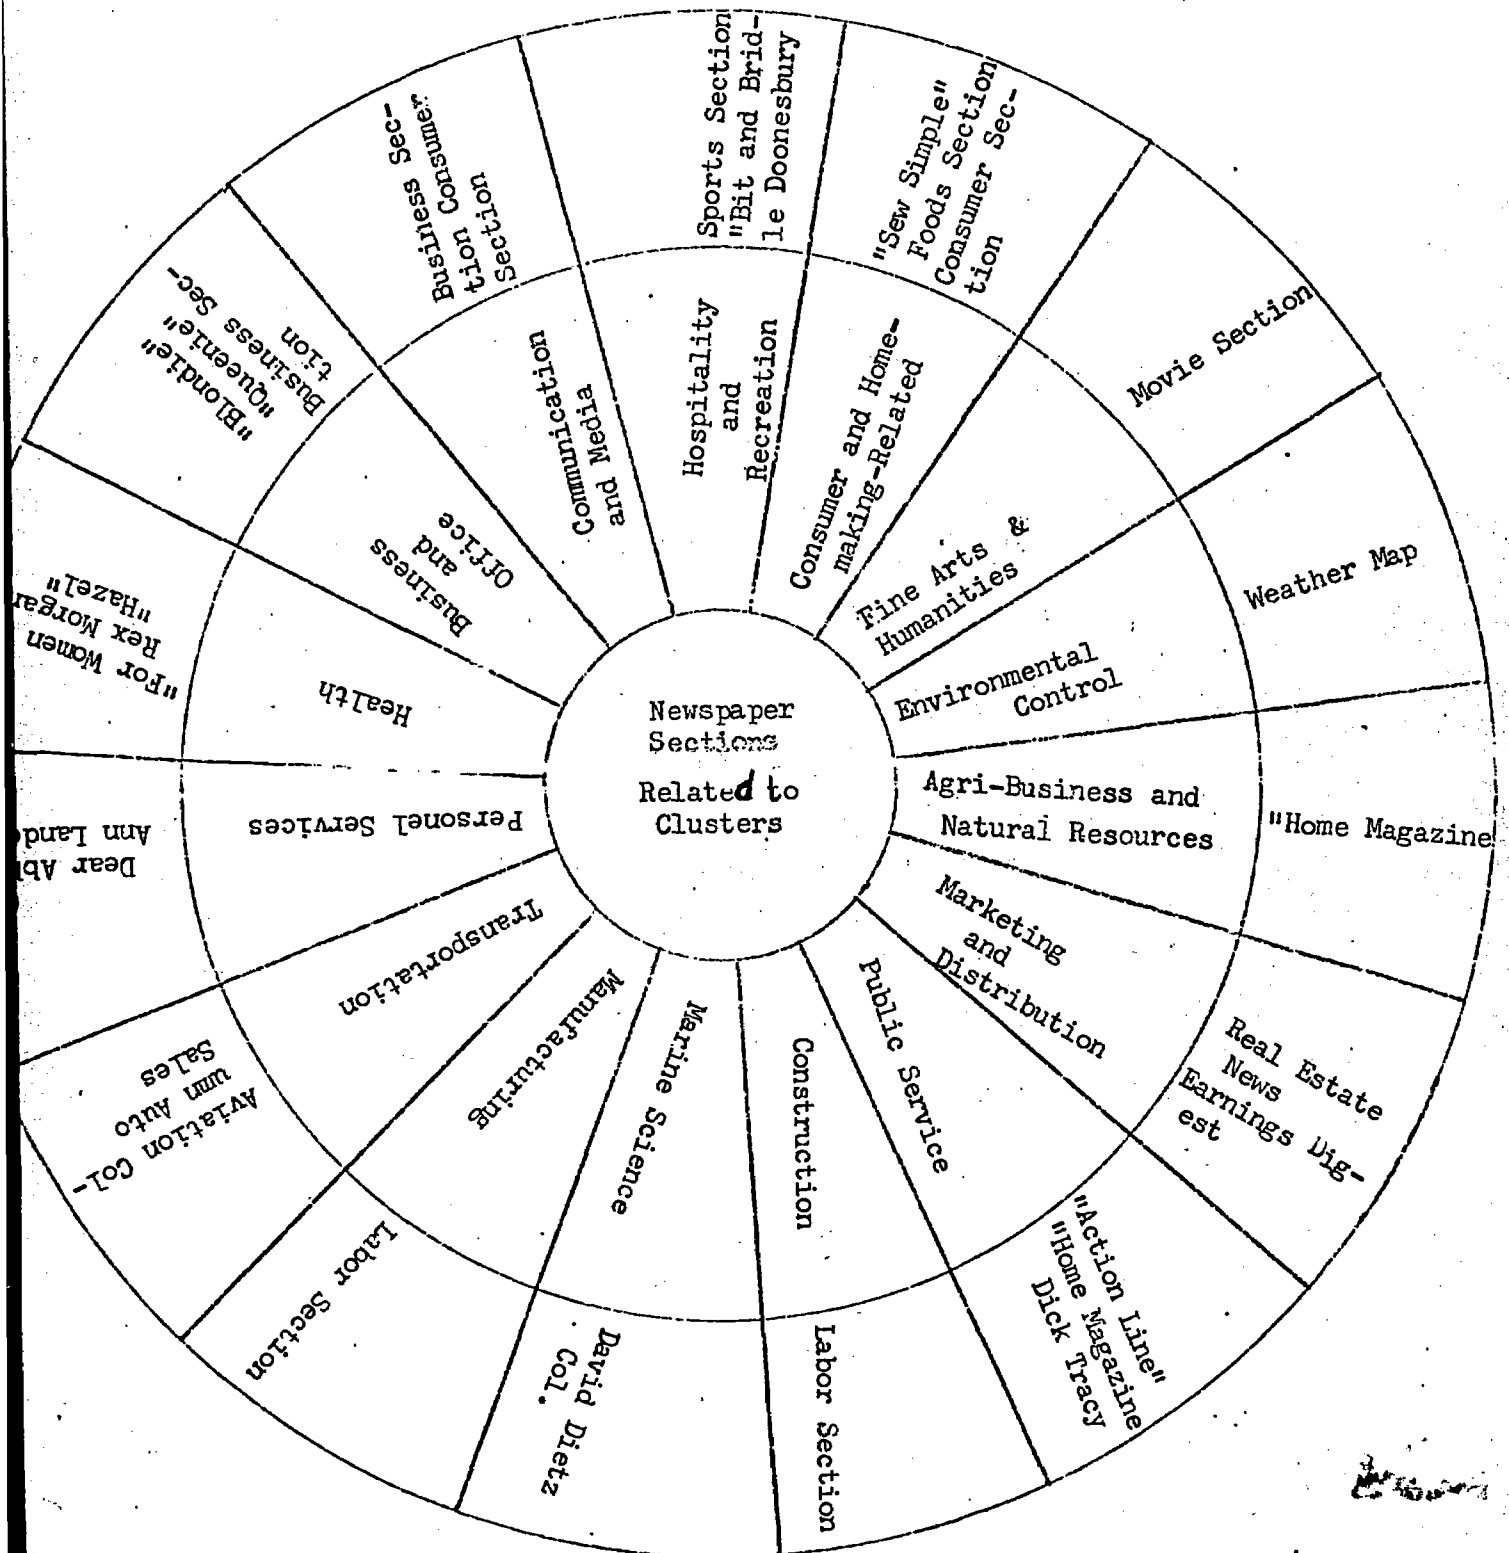 Newspaper
Sections
Related to
Clusters
Hospitality
and
Recreation
Sports Section
"Bit and Brid-
le Doonesbury
Consumer and Home-
making-Related
"Sew Simple"
Foods Section
Consumer Sec-
tion
Fine Arts &
Humanities
Movie Section
Environmental
Control
Weather Map
Agri-Business and
Natural Resources
"Home Magazine
Marketing
and
Distribution
Real Estate
News
Earnings Dig-
est
Public Service
"Action Line"
"Home Magazine
Dick Tracy
Construction
Labor Section
Marine Science
David Dietz
Col.
Manufacturing
Labor Section
Transportation
Aviation Col-
umn Auto
Sales
Personel Services
Dear Ab
Ann Land
Health
"For Women
Rex Morgan
"Hazel"
Business
and
Office
"Blondie"
"Queenie"
Business Sec-
tion
Communication
and Media
Business Sec-
tion Consumer
Section